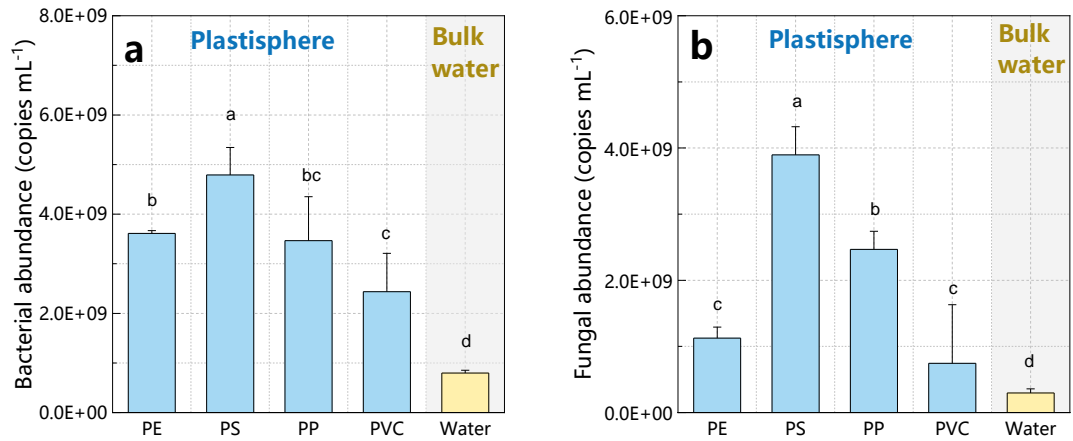 a
Plastisphere
Bulk
water
Bacterial abundance (copies mL⁻¹)
8.0E+09
6.0E+09
4.0E+09
2.0E+09
0.0E+00
b
a
bc
c
d
PE
PS
PP
PVC
Water
b
Plastisphere
Bulk
water
Fungal abundance (copies mL⁻¹)
6.0E+09
4.0E+09
2.0E+09
0.0E+00
c
a
b
c
d
PE
PS
PP
PVC
Water